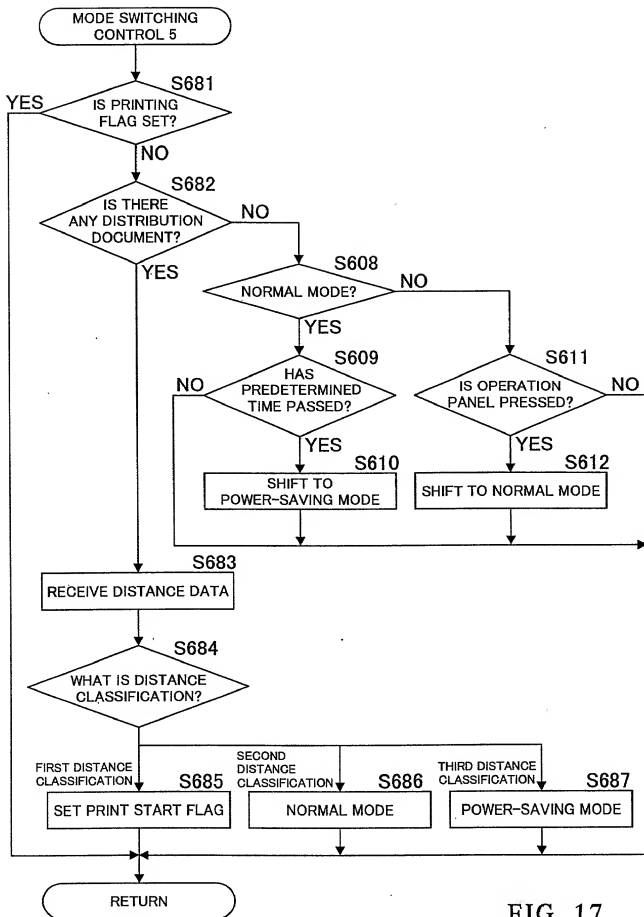 MODE SWITCHING
CONTROL 5
S681
YES
IS PRINTING
FLAG SET?
NO
S682
IS THERE
ANY DISTRIBUTION
DOCUMENT?
NO
YES
S608
NORMAL MODE?
NO
YES
S609
NO
HAS
PREDETERMINED
TIME PASSED?
YES
S611
IS OPERATION
PANEL PRESSED?
NO
YES
S610
SHIFT TO
POWER-SAVING MODE
S612
SHIFT TO NORMAL MODE
S683
RECEIVE DISTANCE DATA
S684
WHAT IS DISTANCE
CLASSIFICATION?
FIRST DISTANCE
CLASSIFICATION
S685
SET PRINT START FLAG
SECOND
DISTANCE
CLASSIFICATION
S686
NORMAL MODE
THIRD DISTANCE
CLASSIFICATION
S687
POWER-SAVING MODE
RETURN
FIG. 17